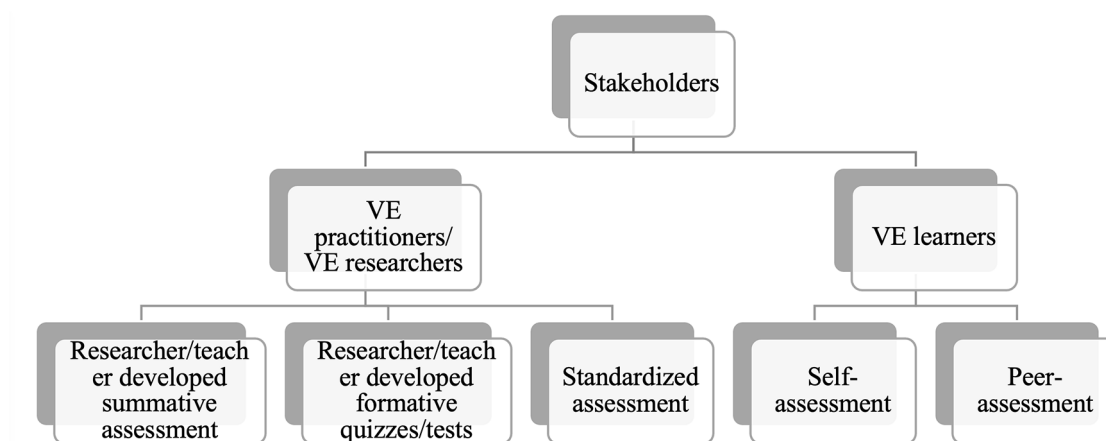 Stakeholders
VE
practitioners/
VE researchers
VE learners
Researcher/teach
er developed
summative
assessment
Researcher/teach
er developed
formative
quizzes/tests
Standardized
assessment
Self-
assessment
Peer-
assessment